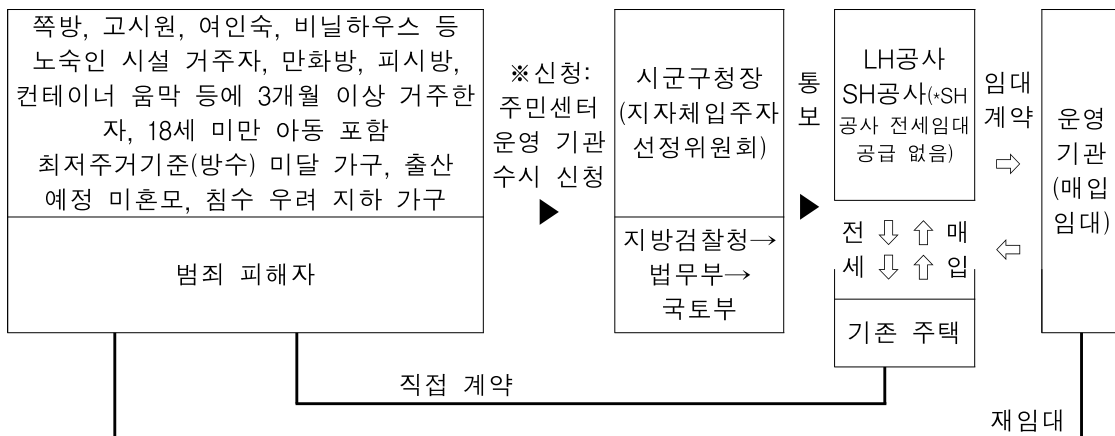 쪽방, 고시원, 여인숙, 비닐하우스 등
노숙인 시설 거주자, 만화방, 피시방,
컨테이너 움막 등에 3개월 이상 거주한
자, 18세 미만 아동 포함
최저주거기준(방수) 미달 가구, 출산
예정 미혼모, 침수 우려 지하 가구
범죄 피해자
※신청:
주민센터
운영 기관
수시 신청
▶
시군구청장
(지자체입주자
선정위원회)
지방검찰청→
법무부→
국토부
통
보
▶
LH공사
SH공사(*SH
공사 전세임대
공급 없음)
전 ⇩ ⇧ 매
세 ⇩ ⇧ 입
기존 주택
임대
계약
⇨
⇦
운영
기관
(매입
임대)
직접 계약
재임대